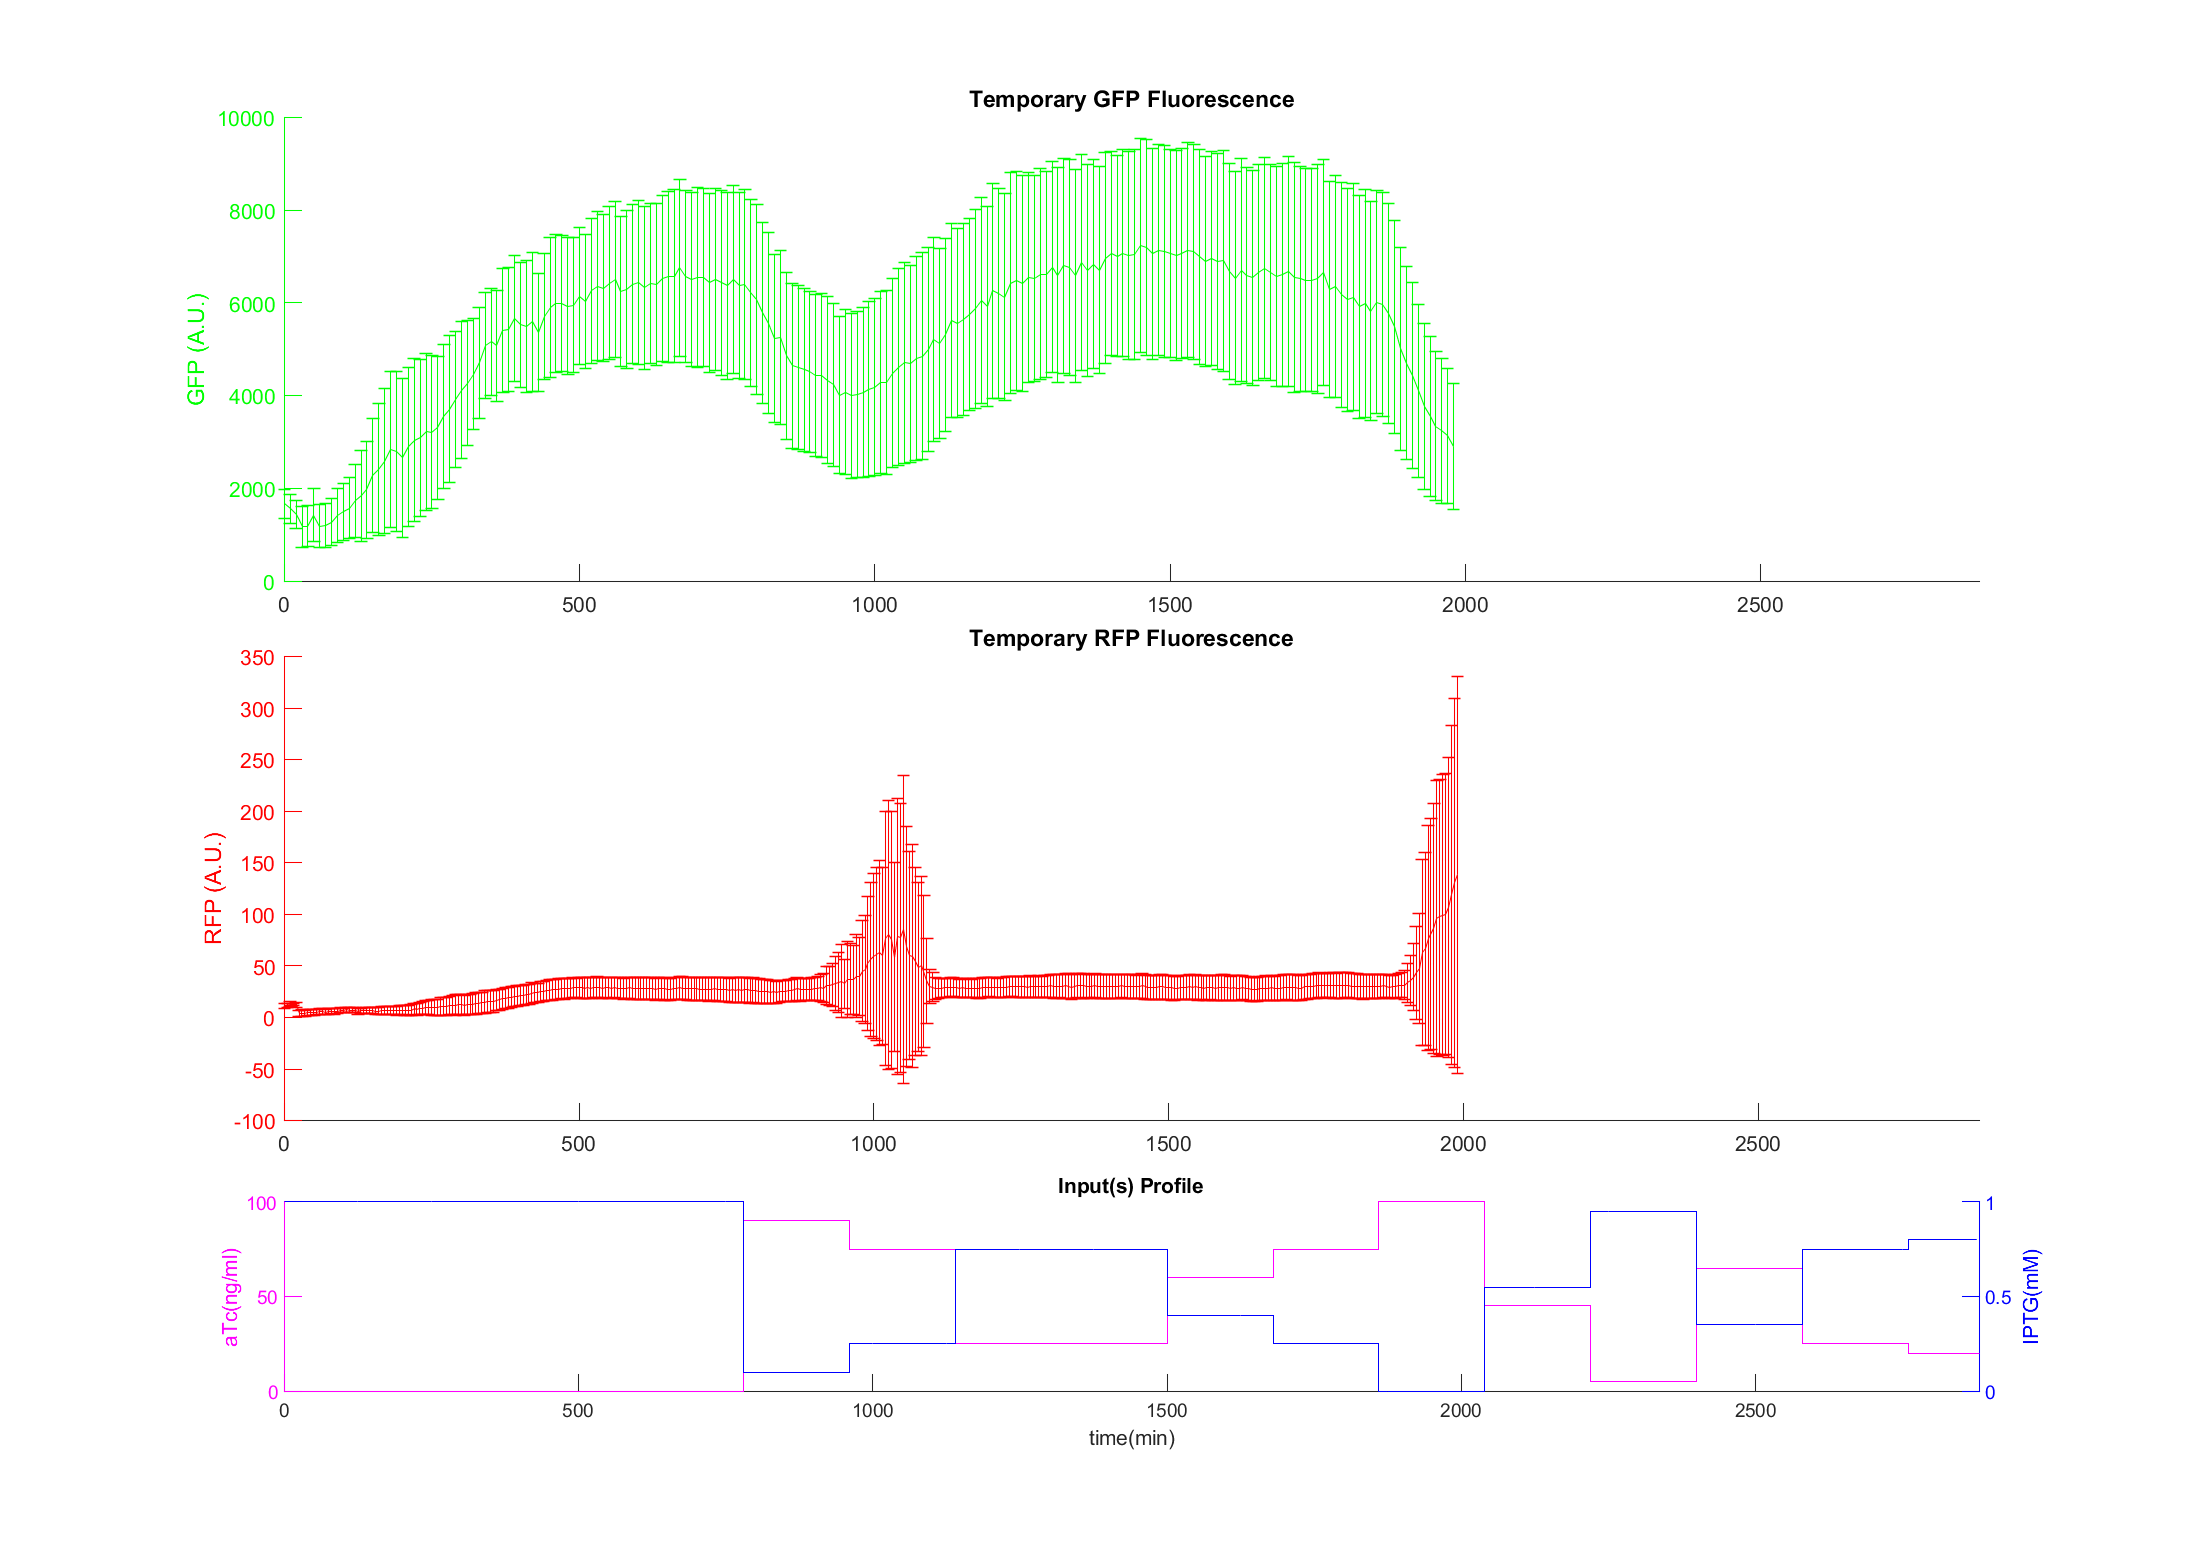 Temporary GFP Fluorescence
10000
8000
6000
4000
2000
0
GFP (A.U.)
0 500 1000 1500 2000 2500
Temporary RFP Fluorescence
350
300
250
200
150
100
50
0
-50
-100
RFP (A.U.)
0 500 1000 1500 2000 2500
Input(s) Profile
100
50
0
aTc(ng/ml)
1
0.5
0
IPTG(mM)
0 500 1000 1500 2000 2500
time(min)